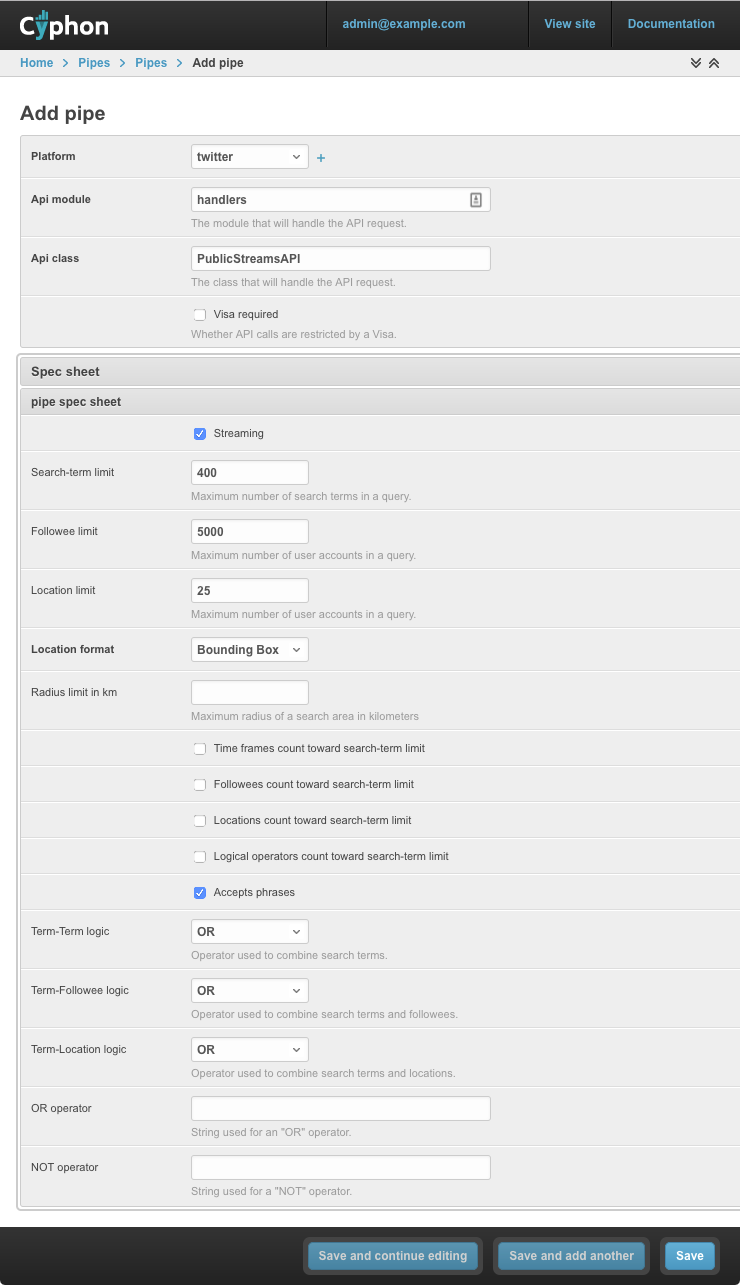 Cyphon
admin@example.com View site Documentation
Home > Pipes > Pipes > Add pipe
Add pipe
Platform twitter +
Api module handlers
The module that will handle the API request.
Api class PublicStreamsAPI
The class that will handle the API request.
Visa required
Whether API calls are restricted by a Visa.
Spec sheet
pipe spec sheet
Streaming
Search-term limit 400
Maximum number of search terms in a query.
Followee limit 5000
Maximum number of user accounts in a query.
Location limit 25
Maximum number of user accounts in a query.
Location format Bounding Box
Radius limit in km
Maximum radius of a search area in kilometers
Time frames count toward search-term limit
Followees count toward search-term limit
Locations count toward search-term limit
Logical operators count toward search-term limit
Accepts phrases
Term-Term logic OR
Operator used to combine search terms.
Term-Followee logic OR
Operator used to combine search terms and followees.
Term-Location logic OR
Operator used to combine search terms and locations.
OR operator
String used for an "OR" operator.
NOT operator
String used for a "NOT" operator.
Save and continue editing Save and add another Save